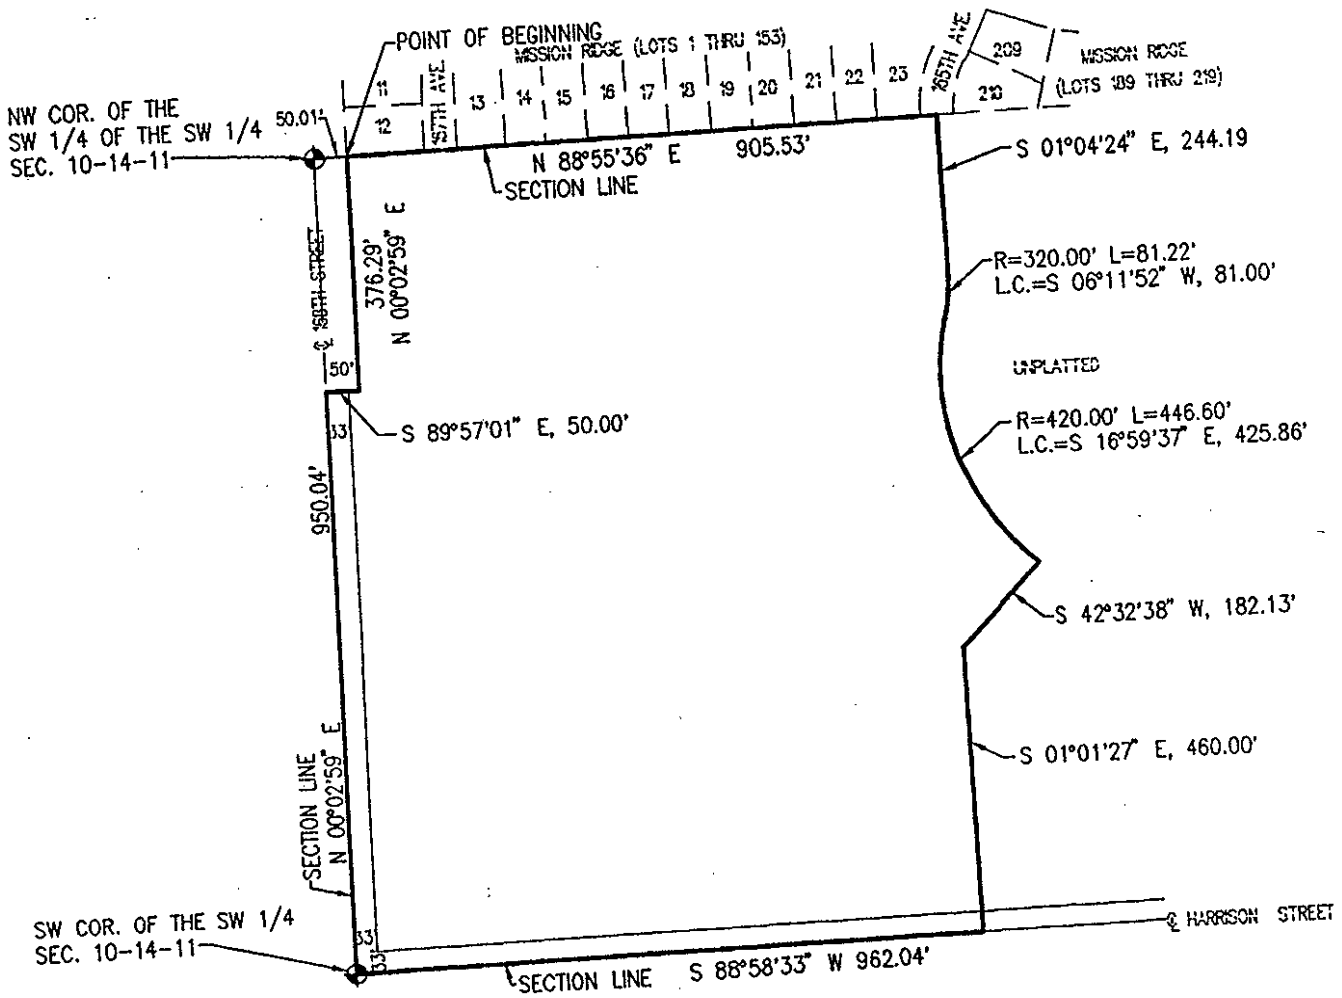 POINT OF BEGINNING
MISSION RIDGE (LOTS 1 THRU 153)
165TH AVE.
209
MISSION RIDGE
(LOTS 189 THRU 219)
210
NW COR. OF THE
SW 1/4 OF THE SW 1/4
SEC. 10-14-11
50.01'
11
12
167TH AVE
13
14
15
16
17
18
19
20
21
22
23
N 88°55'36" E 905.53'
SECTION LINE
S 01°04'24" E, 244.19
℄ 168TH STREET
376.29'
N 00°02'59" E
R=320.00' L=81.22'
L.C.=S 06°11'52" W, 81.00'
UNPLATTED
50'
33'
S 89°57'01" E, 50.00'
R=420.00' L=446.60'
L.C.=S 16°59'37" E, 425.86'
950.04'
S 42°32'38" W, 182.13'
S 01°01'27" E, 460.00'
SECTION LINE
N 00°02'59" E
SW COR. OF THE SW 1/4
SEC. 10-14-11
33'
33'
℄ HARRISON STREET
SECTION LINE S 88°58'33" W 962.04'